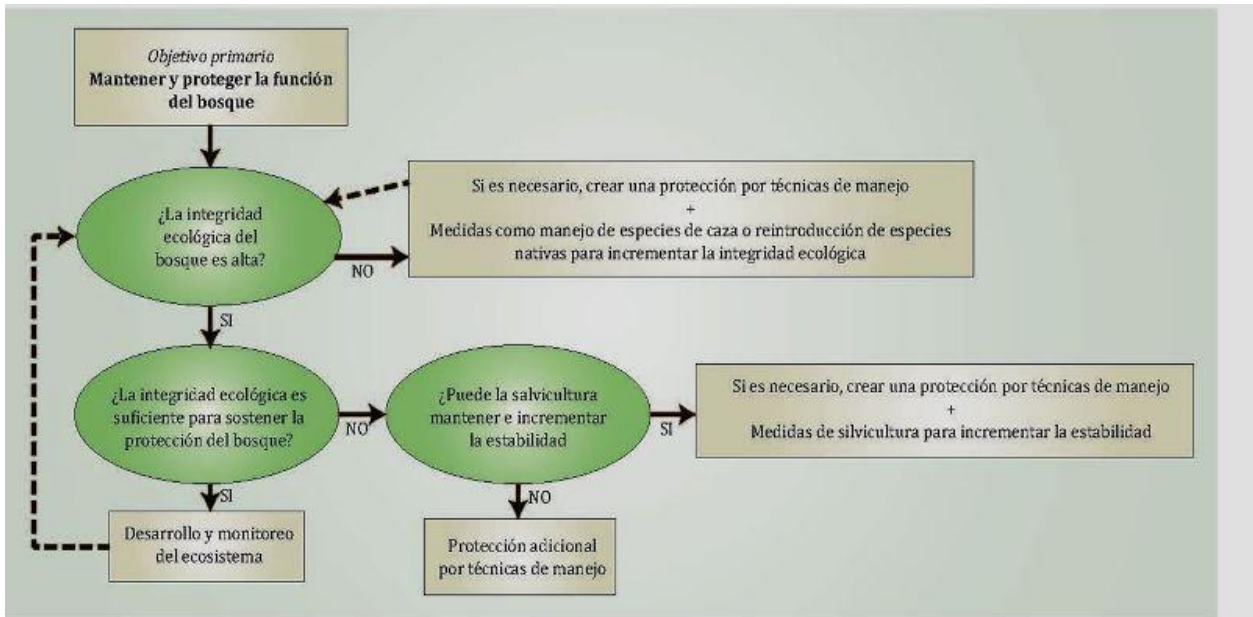 Objetivo primario
Mantener y proteger la función
del bosque
¿La integridad
ecológica del
bosque es alta?
NO
Si es necesario, crear una protección por técnicas de manejo
+
Medidas como manejo de especies de caza o reintroducción de especies
nativas para incrementar la integridad ecológica
SI
¿La integridad ecológica es
suficiente para sostener la
protección del bosque?
NO
¿Puede la salvicultura
mantener e incrementar
la estabilidad
SI
Si es necesario, crear una protección por técnicas de manejo
+
Medidas de silvicultura para incrementar la estabilidad
SI
Desarrollo y monitoreo
del ecosistema
NO
Protección adicional
por técnicas de manejo